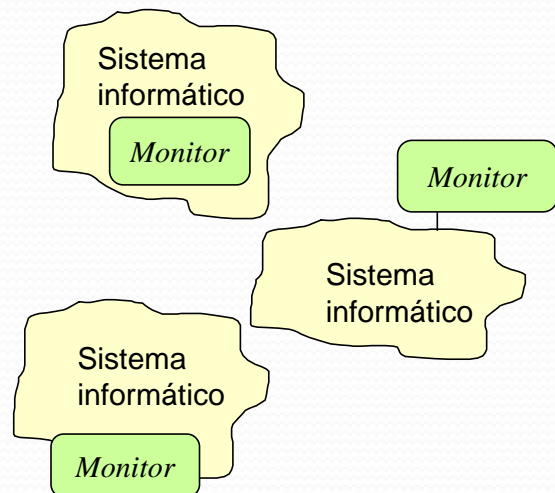 Sistema
informático
Monitor
Monitor
Sistema
informático
Sistema
informático
Monitor